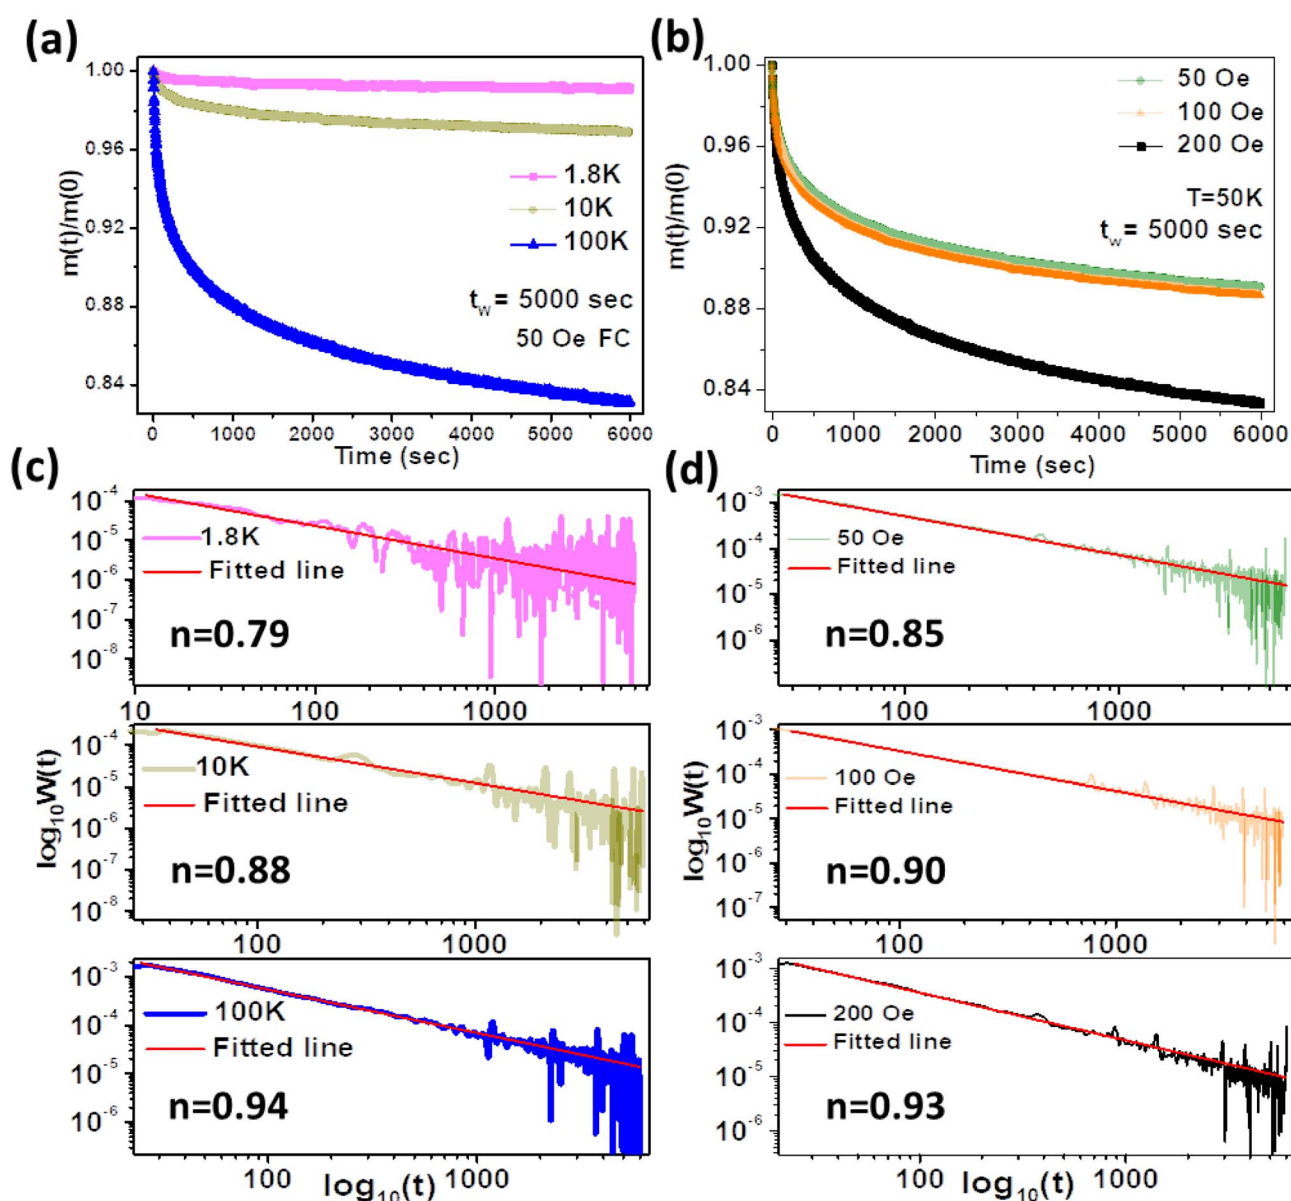 (a)
1.00
0.96
0.92
0.88
0.84
m(t)/m(0)
1.8K
10K
100K
t_w = 5000 sec
50 Oe FC
0 1000 2000 3000 4000 5000 6000
Time (sec)
(b)
1.00
0.96
0.92
0.88
0.84
m(t)/m(0)
50 Oe
100 Oe
200 Oe
T=50K
t_w = 5000 sec
0 1000 2000 3000 4000 5000 6000
Time (sec)
(c)
10^-4
10^-5
10^-6
10^-7
10^-8
1.8K
Fitted line
n=0.79
10 100 1000
log_10W(t)
10^-4
10^-5
10^-6
10^-7
10^-8
10K
Fitted line
n=0.88
100 1000
10^-3
10^-4
10^-5
10^-6
100K
Fitted line
n=0.94
100 1000
log_10(t)
(d)
10^-3
10^-4
10^-5
10^-6
50 Oe
Fitted line
n=0.85
100 1000
log_10W(t)
10^-3
10^-4
10^-5
10^-6
10^-7
100 Oe
Fitted line
n=0.90
100 1000
10^-3
10^-4
10^-5
10^-6
200 Oe
Fitted line
n=0.93
100 1000
log_10(t)